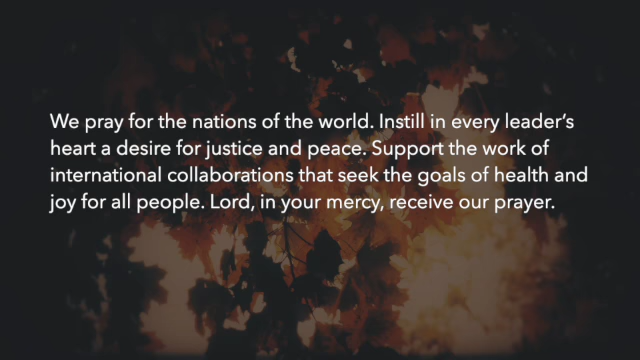 We pray for the nations of the world. Instill in every leader’s
heart a desire for justice and peace. Support the work of
international collaborations that seek the goals of health and
joy for all people. Lord, in your mercy, receive our prayer.